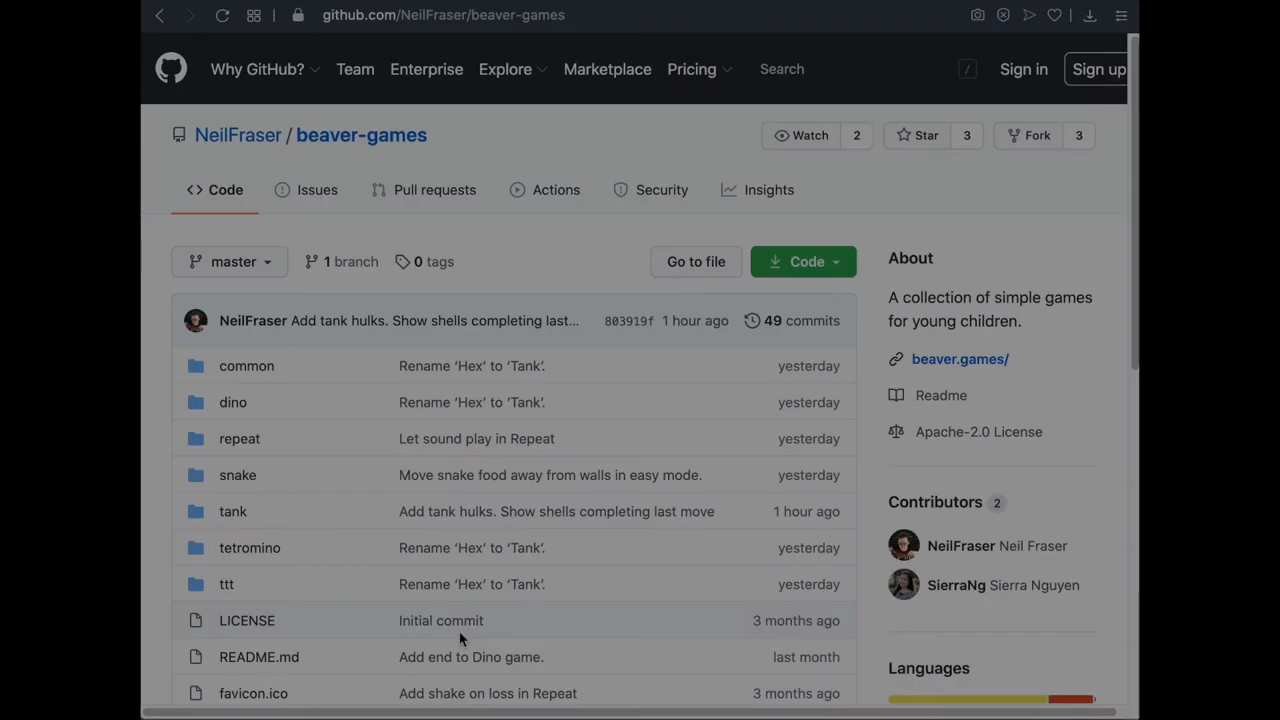 github.com/NeilFraser/beaver-games
Why GitHub? Team Enterprise Explore Marketplace Pricing Search / Sign in Sign up
NeilFraser / beaver-games Watch 2 Star 3 Fork 3
Code Issues Pull requests Actions Security Insights
master 1 branch 0 tags Go to file Code
NeilFraser Add tank hulks. Show shells completing last... 803919f 1 hour ago 49 commits
common Rename ‘Hex’ to ‘Tank’. yesterday
dino Rename ‘Hex’ to ‘Tank’. yesterday
repeat Let sound play in Repeat yesterday
snake Move snake food away from walls in easy mode. yesterday
tank Add tank hulks. Show shells completing last move 1 hour ago
tetromino Rename ‘Hex’ to ‘Tank’. yesterday
ttt Rename ‘Hex’ to ‘Tank’. yesterday
LICENSE Initial commit 3 months ago
README.md Add end to Dino game. last month
favicon.ico Add shake on loss in Repeat 3 months ago
About
A collection of simple games
for young children.
beaver.games/
Readme
Apache-2.0 License
Contributors 2
NeilFraser Neil Fraser
SierraNg Sierra Nguyen
Languages